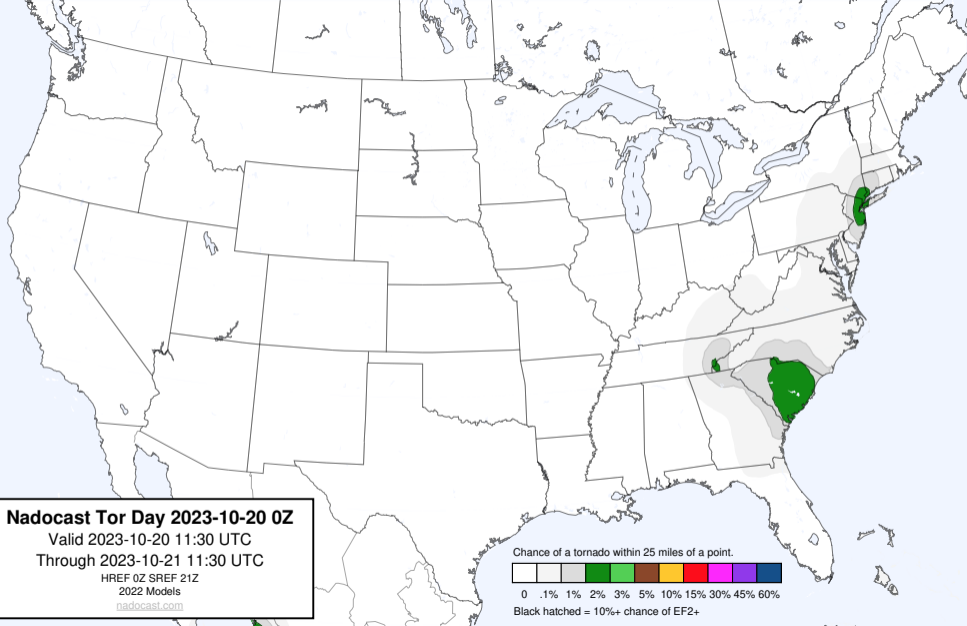 Nadocast Tor Day 2023-10-20 0Z
Valid 2023-10-20 11:30 UTC
Through 2023-10-21 11:30 UTC
HREF 0Z SREF 21Z
2022 Models
nadocast.com
Chance of a tornado within 25 miles of a point.
0 .1% 1% 2% 3% 5% 10% 15% 30% 45% 60%
Black hatched = 10%+ chance of EF2+